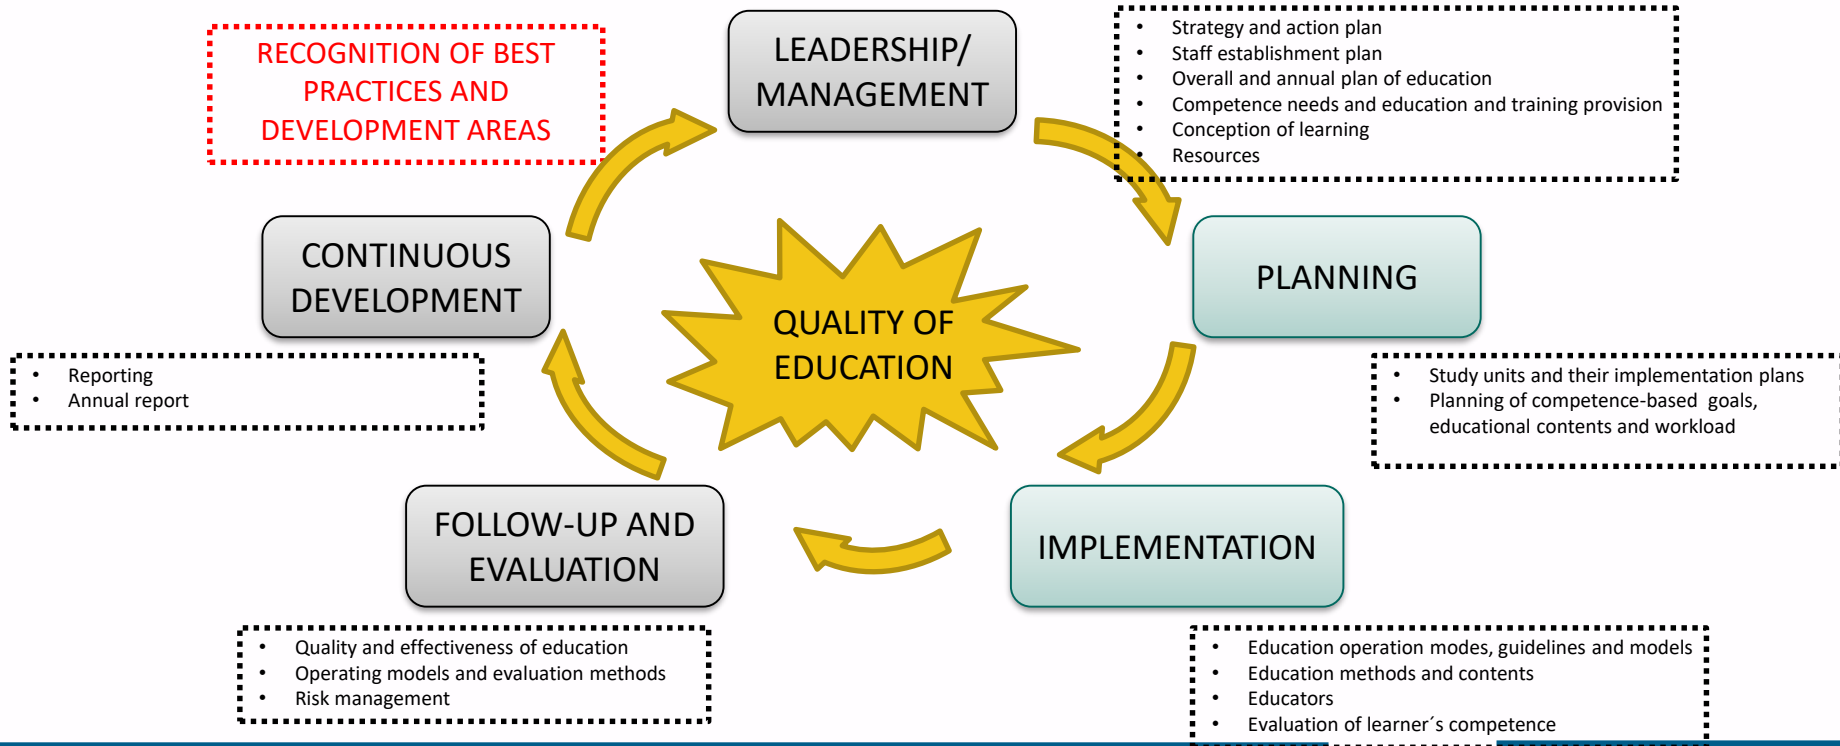 RECOGNITION OF BEST
PRACTICES AND
DEVELOPMENT AREAS
LEADERSHIP/
MANAGEMENT
• Strategy and action plan
• Staff establishment plan
• Overall and annual plan of education
• Competence needs and education and training provision
• Conception of learning
• Resources
CONTINUOUS
DEVELOPMENT
QUALITY OF
EDUCATION
PLANNING
• Reporting
• Annual report
• Study units and their implementation plans
• Planning of competence-based goals,
educational contents and workload
FOLLOW-UP AND
EVALUATION
IMPLEMENTATION
• Quality and effectiveness of education
• Operating models and evaluation methods
• Risk management
• Education operation modes, guidelines and models
• Education methods and contents
• Educators
• Evaluation of learner´s competence